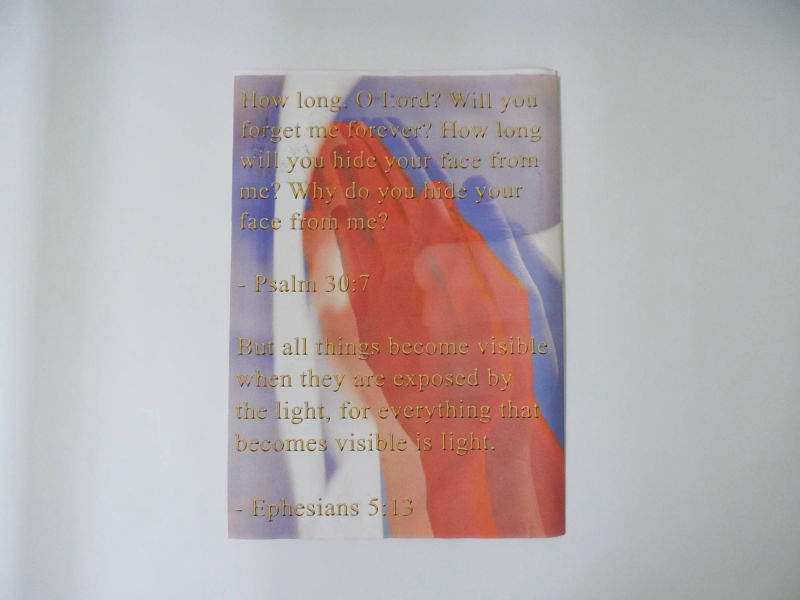 How long, O Lord? Will you
forget me forever? How long
will you hide your face from
me? Why do you hide your
face from me?
- Psalm 30:7
But all things become visible
when they are exposed by
the light, for everything that
becomes visible is light.
- Ephesians 5:13